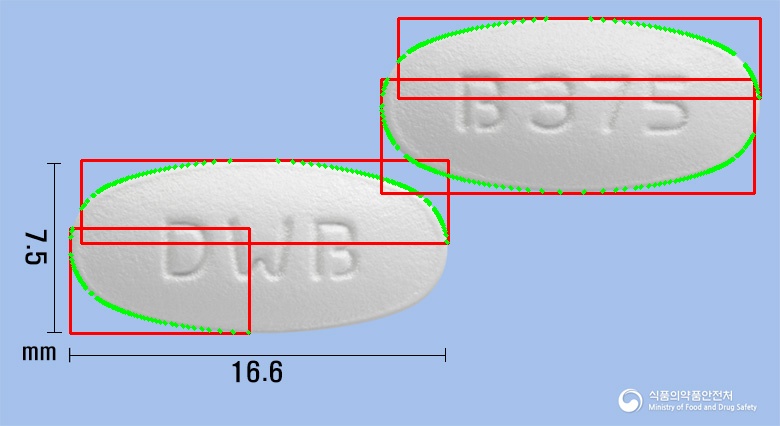 B375
DWB
7.5
mm
16.6
식품의약품안전처
Ministry of Food and Drug Safety